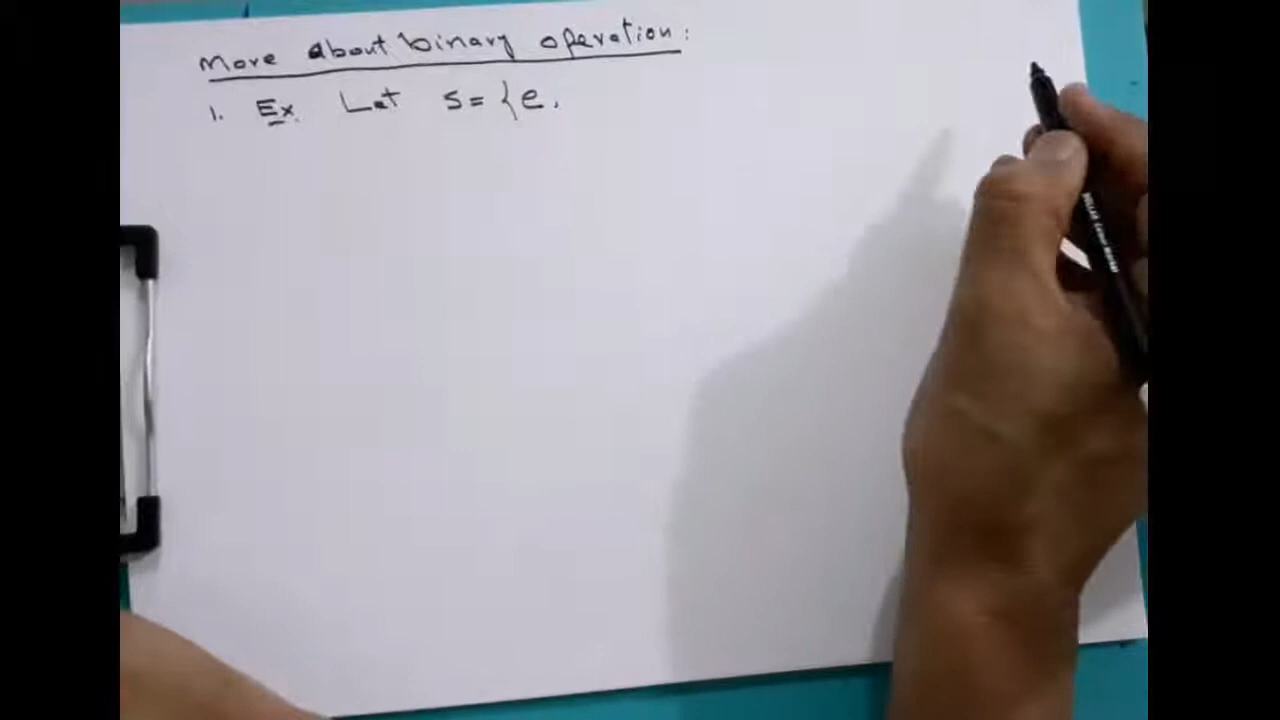 More about binary operation:
1. Ex. Let S = {e,